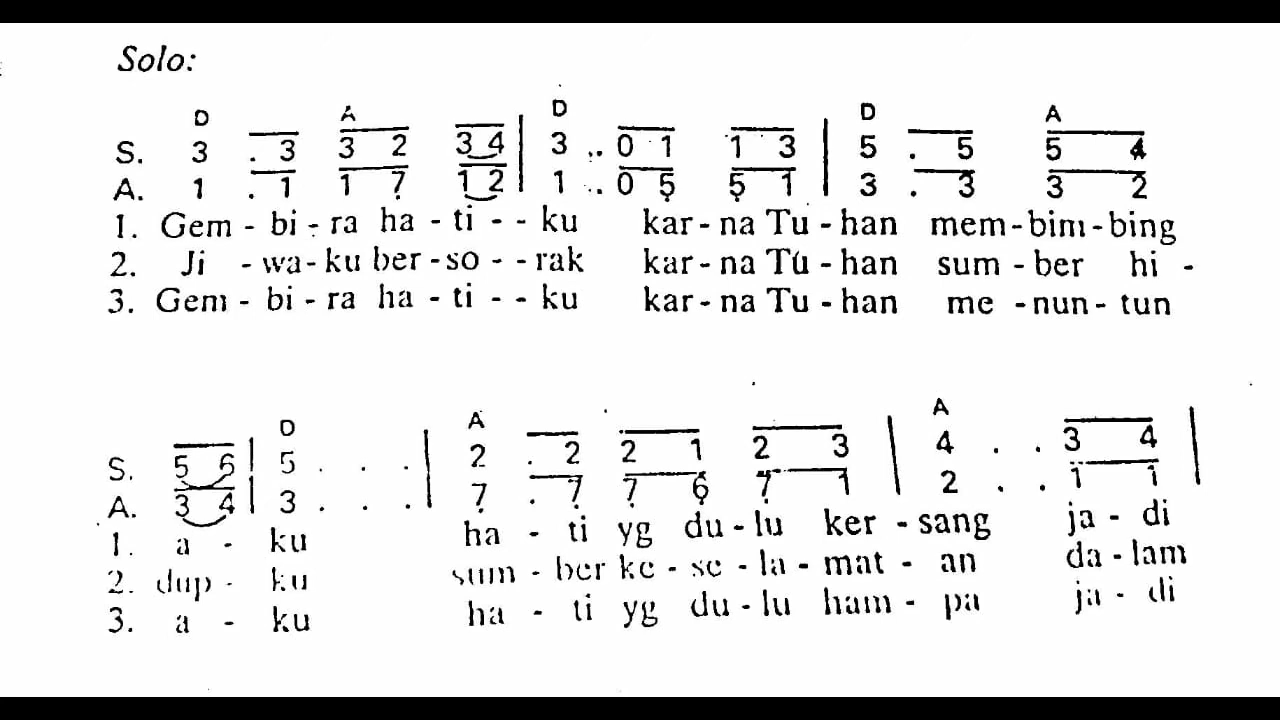 Solo:
D A D D A
S. 3 . 3 3 2 3 4 | 3 .. 0 1 1 3 | 5 . 5 5 4
A. 1 . 1 1 7̣ 1 2 | 1 .. 0 5̣ 5̣ 1 | 3 . 3 3 2
1. Gem - bi - ra ha - ti - - ku kar - na Tu - han mem - bim - bing
2. Ji - wa - ku ber - so - - rak kar - na Tu - han sum - ber hi -
3. Gem - bi - ra ha - ti - - ku kar - na Tu - han me - nun - tun
D A A
S. 5 6 | 5 . . . | 2 . 2 2 1 2 3 | 4 . . 3 4 |
A. 3 4 | 3 . . . | 7̣ . 7̣ 7̣ 6̣ 7̣ 1 | 2 . . 1 1
1. a - ku ha - ti yg du - lu ker - sang ja - di
2. dup - ku sum - ber ke - se - la - mat - an da - lam
3. a - ku ha - ti yg du - lu ham - pa ja - di